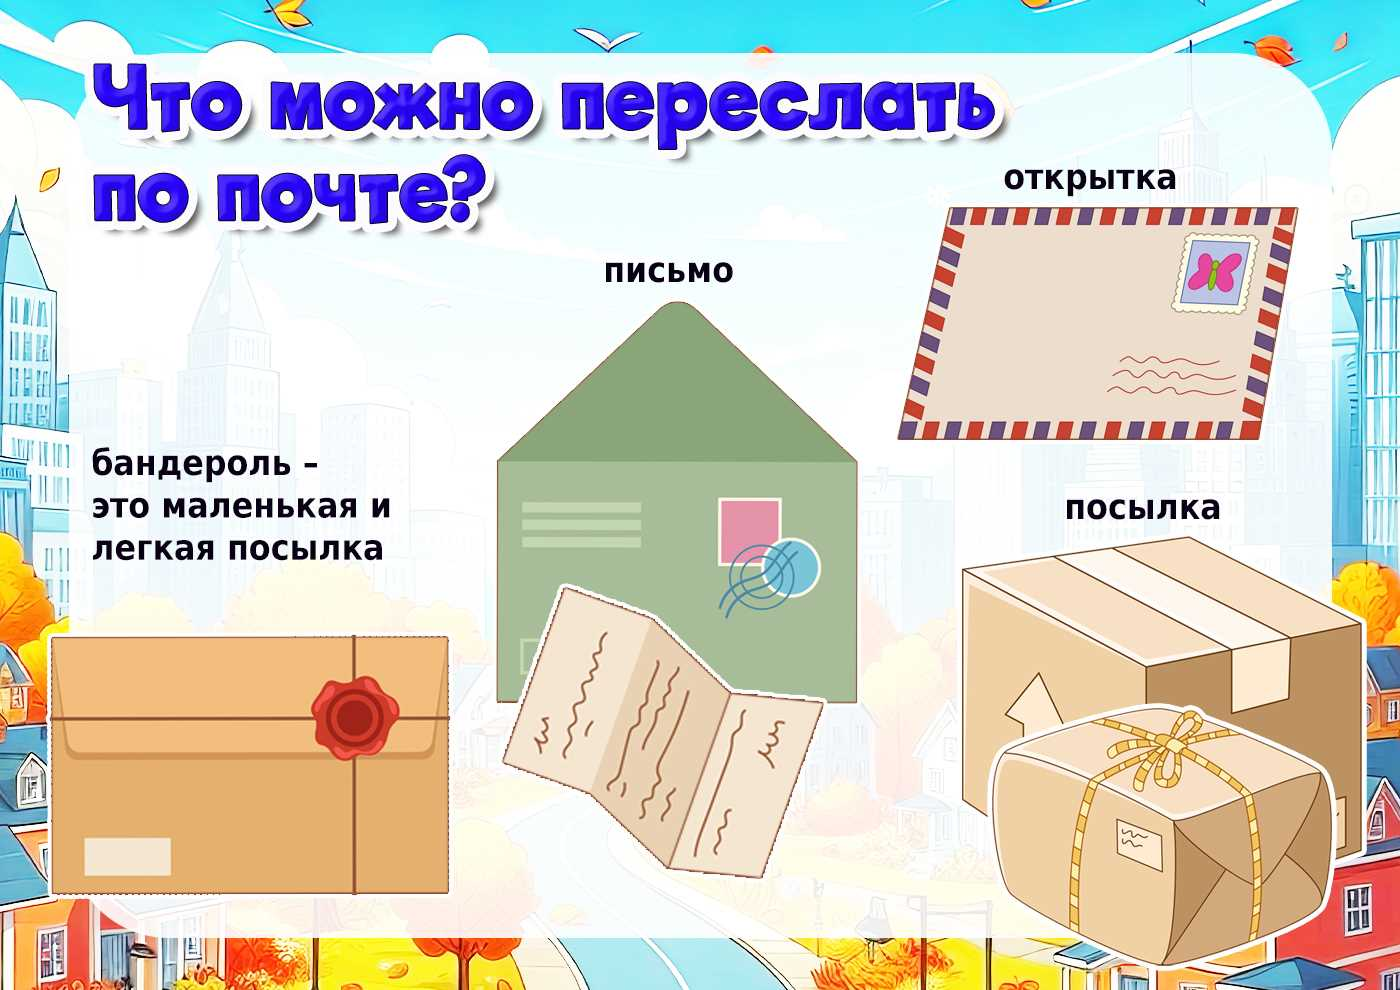 Что можно переслать
по почте?
открытка
письмо
бандероль –
это маленькая и
легкая посылка
посылка